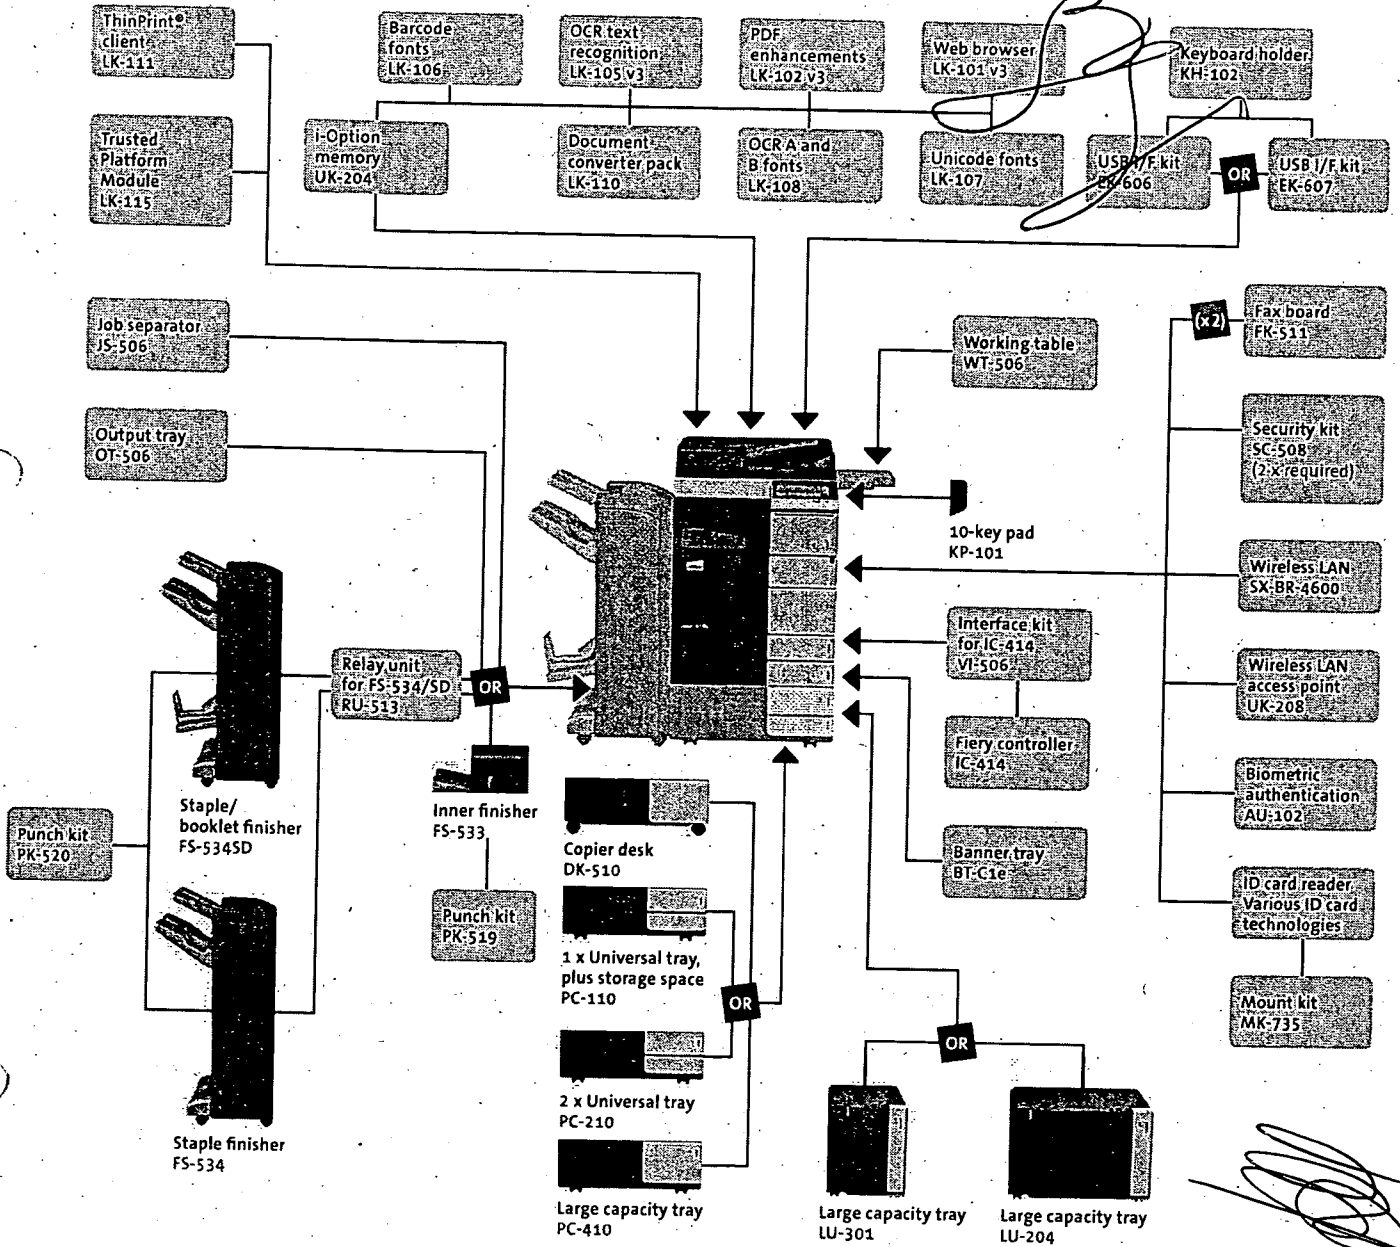 ThinPrint®
client
LK-111
Barcode
fonts
LK-106
OCR text
recognition
LK-105 v3
PDF
enhancements
LK-102 v3
Web browser
LK-101 v3
Keyboard holder
KH-102
Trusted
Platform
Module
LK-115
i-Option
memory
UK-204
Document
converter pack
LK-110
OCR A and
B fonts
LK-108
Unicode fonts
LK-107
USB I/F kit
EK-606
OR
USB I/F kit
EK-607
Job separator
JS-506
Output tray
OT-506
Working table
WT-506
(x2)
Fax board
FK-511
Security kit
SC-508
(2 x required)
10-key pad
KP-101
Wireless LAN
SX-BR-4600
Interface kit
for IC-414
VI-506
Wireless LAN
access point
UK-208
Relay unit
for FS-534/SD
RU-513
OR
Fiery controller
IC-414
Biometric
authentication
AU-102
Staple/
booklet finisher
FS-534SD
Inner finisher
FS-533
Punch kit
PK-520
Copier desk
DK-510
Banner tray
BT-C1e
ID card reader
Various ID card
technologies
Punch kit
PK-519
1 x Universal tray,
plus storage space
PC-110
OR
Mount kit
MK-735
OR
2 x Universal tray
PC-210
Staple finisher
FS-534
Large capacity tray
PC-410
Large capacity tray
LU-301
Large capacity tray
LU-204